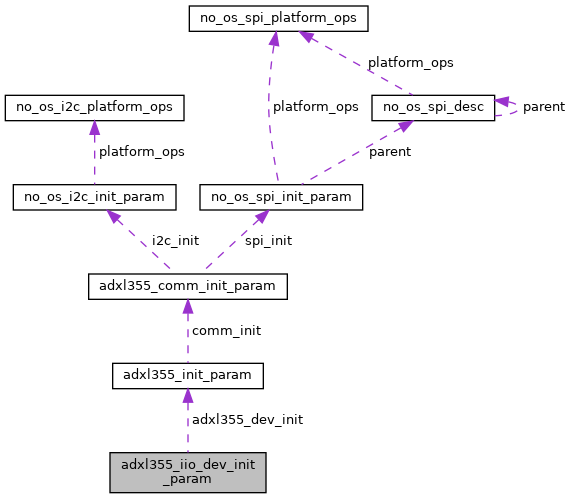 no_os_spi_platform_ops
platform_ops
no_os_i2c_platform_ops
platform_ops
no_os_spi_desc
parent
platform_ops
parent
no_os_i2c_init_param
no_os_spi_init_param
i2c_init
spi_init
adxl355_comm_init_param
comm_init
adxl355_init_param
adxl355_dev_init
adxl355_iio_dev_init
_param